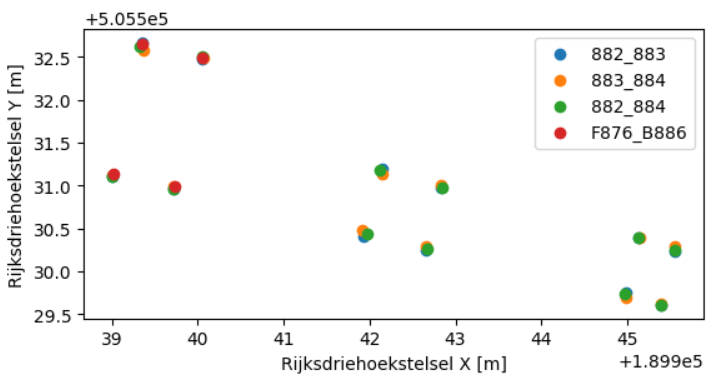 +5.055e5
32.5
32.0
31.5
31.0
30.5
30.0
29.5
Rijksdriehoekstelsel Y [m]
882_883
883_884
882_884
F876_B886
39 40 41 42 43 44 45
Rijksdriehoekstelsel X [m]
+1.899e5